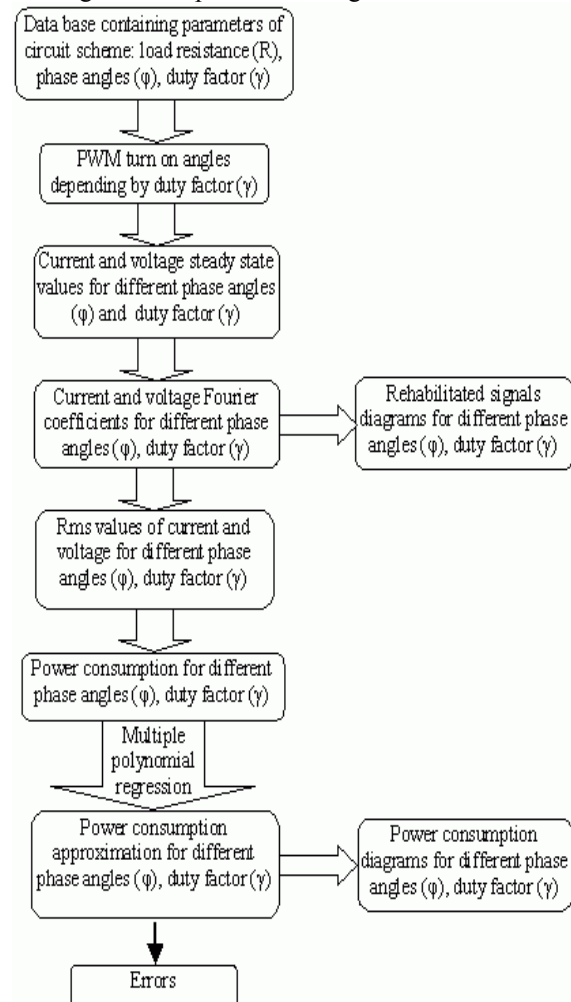 Data base containing parameters of
circuit scheme: load resistance (R),
phase angles (φ), duty factor (γ)
PWM turn on angles
depending by duty factor (γ)
Current and voltage steady state
values for different phase angles
(φ) and duty factor (γ)
Current and voltage Fourier
coefficients for different phase
angles (φ), duty factor (γ)
Rehabilitated signals
diagrams for different phase
angles (φ), duty factor (γ)
Rms values of current and
voltage for different phase
angles (φ), duty factor (γ)
Power consumption for different
phase angles (φ), duty factor (γ)
Multiple
polynomial
regression
Power consumption
approximation for different
phase angles (φ), duty factor (γ)
Power consumption
diagrams for different phase
angles (φ), duty factor (γ)
Errors